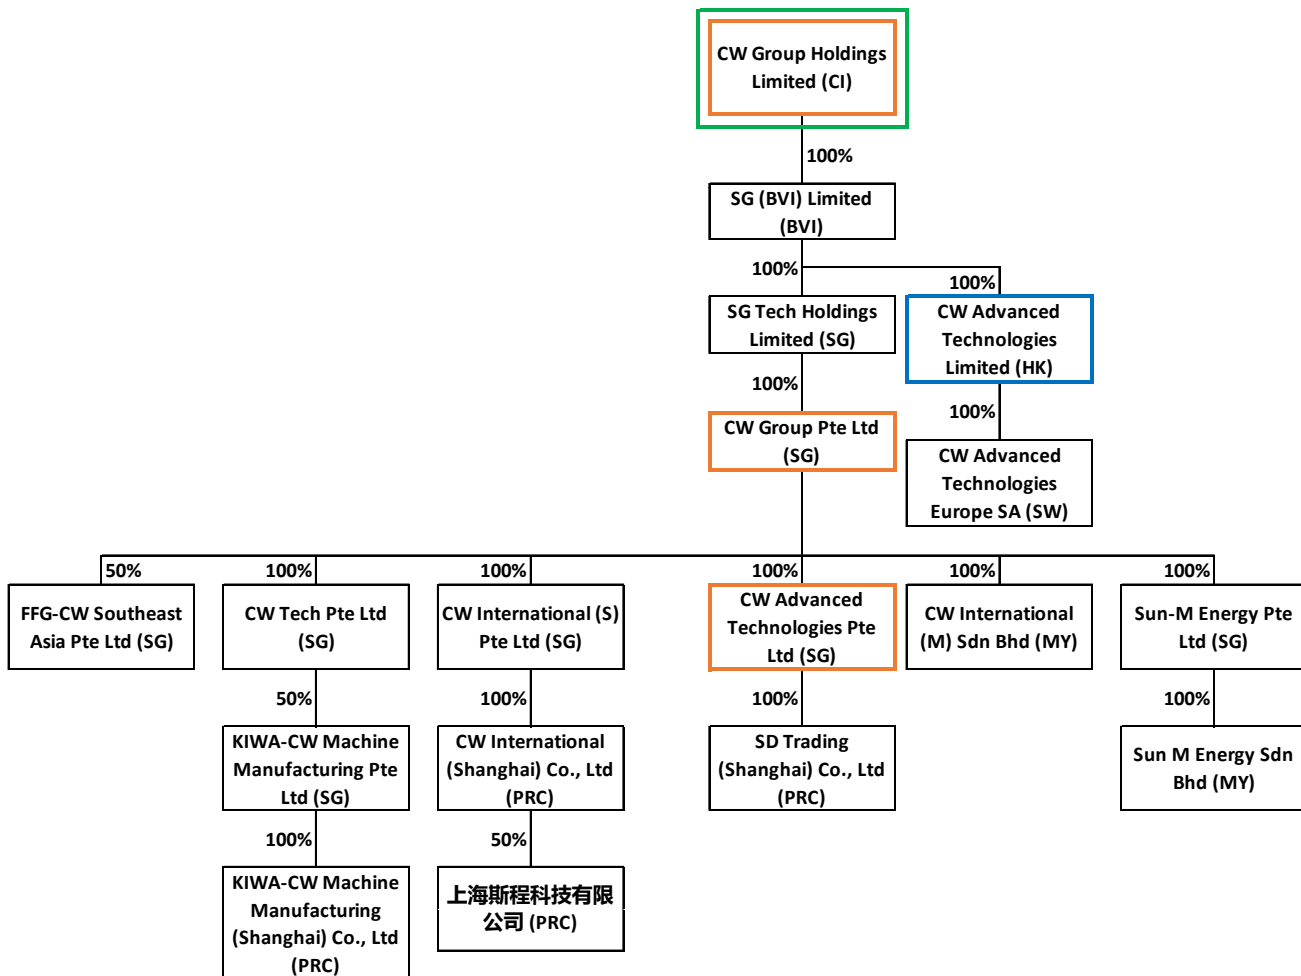 CW Group Holdings
Limited (CI)
100%
SG (BVI) Limited
(BVI)
100%
100%
SG Tech Holdings
Limited (SG)
CW Advanced
Technologies
Limited (HK)
100%
100%
CW Group Pte Ltd
(SG)
CW Advanced
Technologies
Europe SA (SW)
50%
100%
100%
100%
100%
100%
FFG-CW Southeast
Asia Pte Ltd (SG)
CW Tech Pte Ltd
(SG)
CW International (S)
Pte Ltd (SG)
CW Advanced
Technologies Pte
Ltd (SG)
CW International
(M) Sdn Bhd (MY)
Sun-M Energy Pte
Ltd (SG)
50%
100%
100%
100%
KIWA-CW Machine
Manufacturing Pte
Ltd (SG)
CW International
(Shanghai) Co., Ltd
(PRC)
SD Trading
(Shanghai) Co., Ltd
(PRC)
Sun M Energy Sdn
Bhd (MY)
100%
50%
KIWA-CW Machine
Manufacturing
(Shanghai) Co., Ltd
(PRC)
上海斯程科技有限
公司 (PRC)